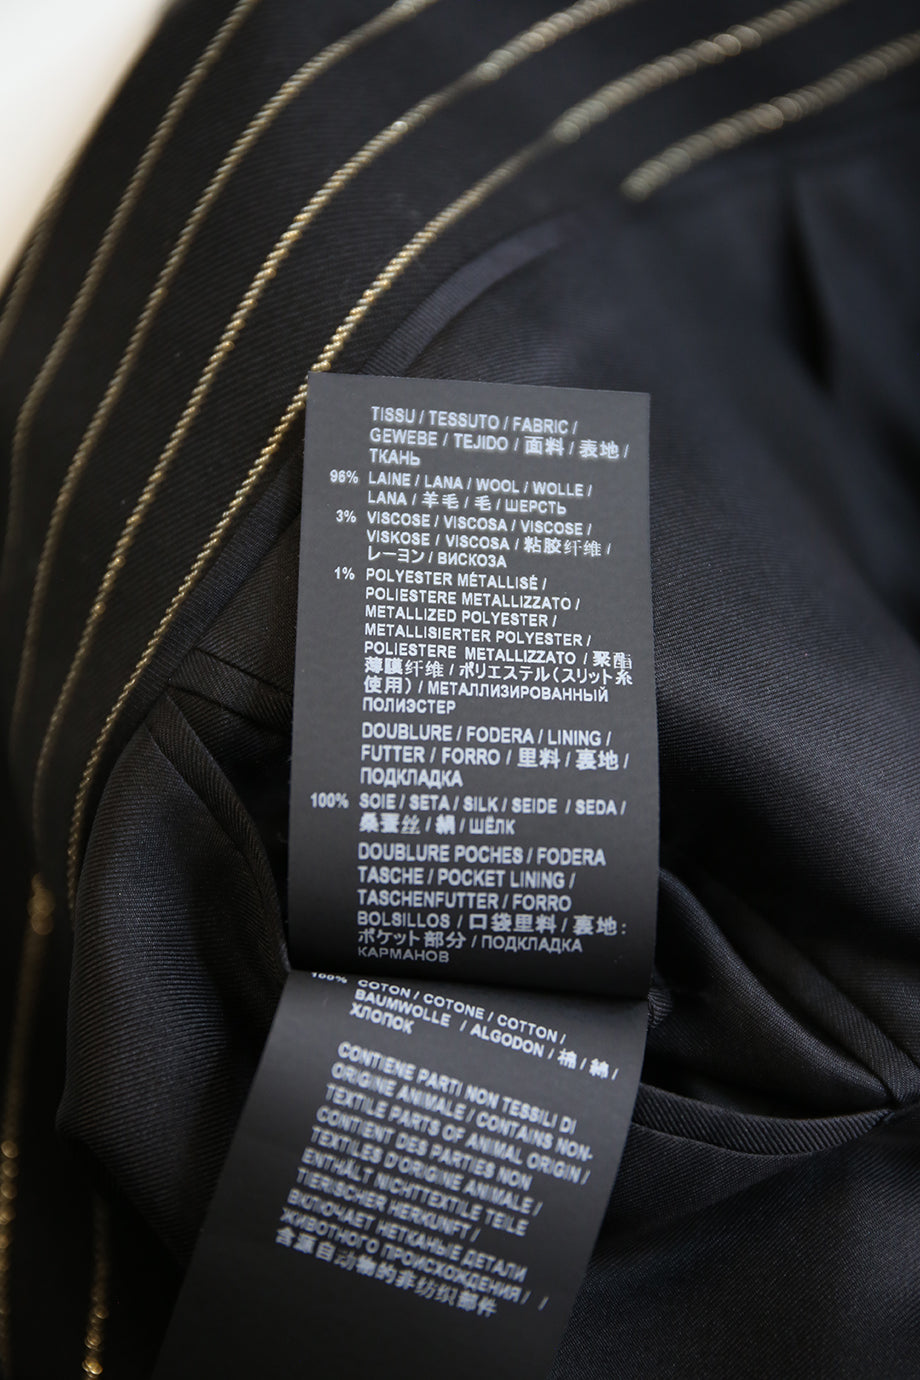 TISSU / TESSUTO / FABRIC /
GEWEBE / TEJIDO / 面料 / 表地 /
ТКАНЬ
96% LAINE / LANA / WOOL / WOLLE /
LANA / 羊毛 / 毛 / ШЕРСТЬ
3% VISCOSE / VISCOSA / VISCOSE /
VISKOSE / VISCOSA / 粘胶纤维 /
レーヨン / ВИСКОЗА
1% POLYESTER MÉTALLISÉ /
POLIESTERE METALLIZZATO /
METALLIZED POLYESTER /
METALLISIERTER POLYESTER /
POLIESTERE METALLIZZATO / 聚酯
薄膜纤维 / ポリエステル(スリット糸
使用) / МЕТАЛЛИЗИРОВАННЫЙ
ПОЛИЭСТЕР
DOUBLURE / FODERA / LINING /
FUTTER / FORRO / 里料 / 裏地 /
ПОДКЛАДКА
100% SOIE / SETA / SILK / SEIDE / SEDA /
桑蚕丝 / 絹 / ШЁЛК
DOUBLURE POCHES / FODERA
TASCHE / POCKET LINING /
TASCHENFUTTER / FORRO
BOLSILLOS / 口袋里料 / 裏地:
ポケット部分 / ПОДКЛАДКА
КАРМАНОВ
100% COTON / COTONE / COTTON /
BAUMWOLLE / ALGODON / 棉 / 綿 /
ХЛОПОК
CONTIENE PARTI NON TESSILI DI
ORIGINE ANIMALE / CONTAINS NON-
TEXTILE PARTS OF ANIMAL ORIGIN /
CONTIENT DES PARTIES NON
TEXTILES D'ORIGINE ANIMALE /
ENTHÄLT NICHTTEXTILE TEILE
TIERISCHER HERKUNFT /
ВКЛЮЧАЕТ НЕТКАНЫЕ ДЕТАЛИ
ЖИВОТНОГО ПРОИСХОЖДЕНИЯ / /
含源自动物的非纺织部件